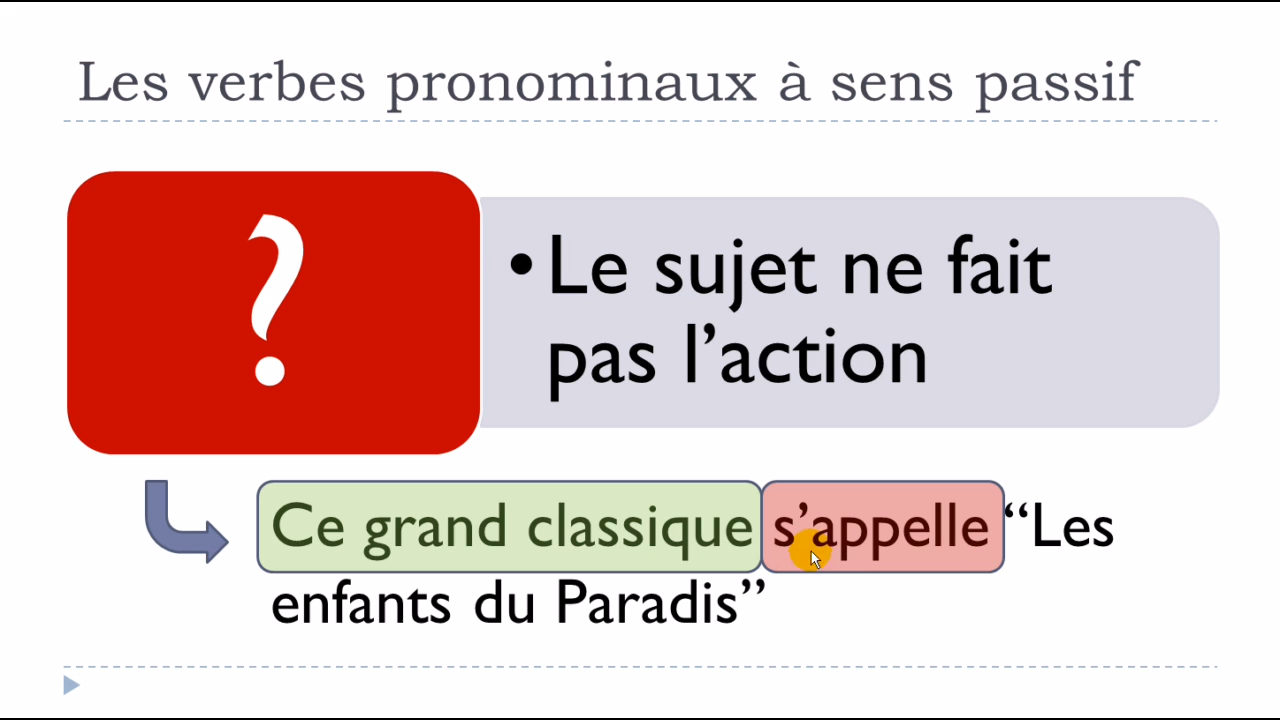 Les verbes pronominaux à sens passif
?
•Le sujet ne fait
pas l’action
Ce grand classique s’appelle “Les
enfants du Paradis”